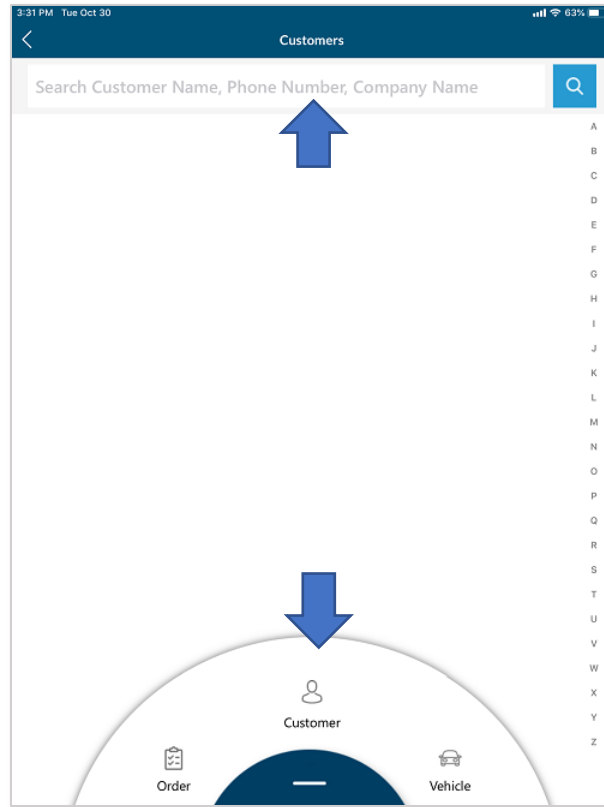 3:31 PM Tue Oct 30 63%
Customers
Search Customer Name, Phone Number, Company Name
A
B
C
D
E
F
G
H
I
J
K
L
M
N
O
P
Q
R
S
T
U
V
W
X
Y
Z
Customer
Order
Vehicle